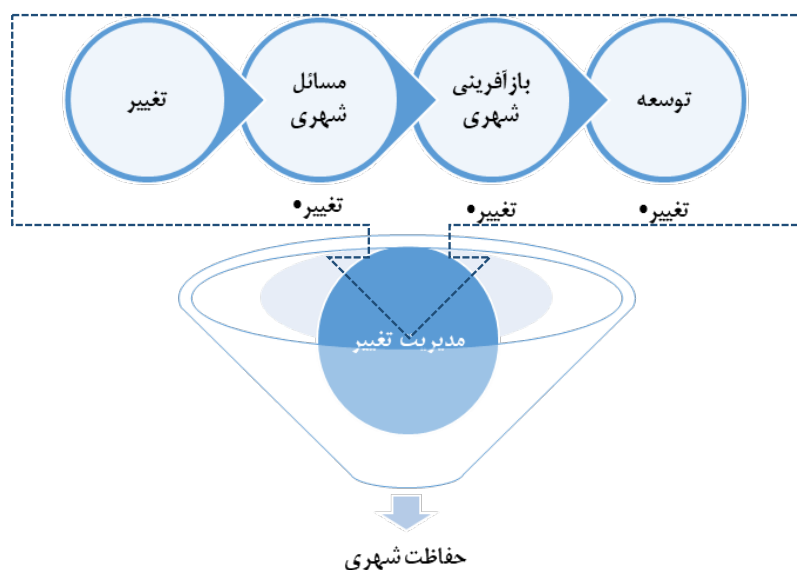 تغییر
مسائل
شهری
بازآفرینی
شهری
توسعه
تغییر•
تغییر•
تغییر•
مدیریت تغییر
حفاظت شهری